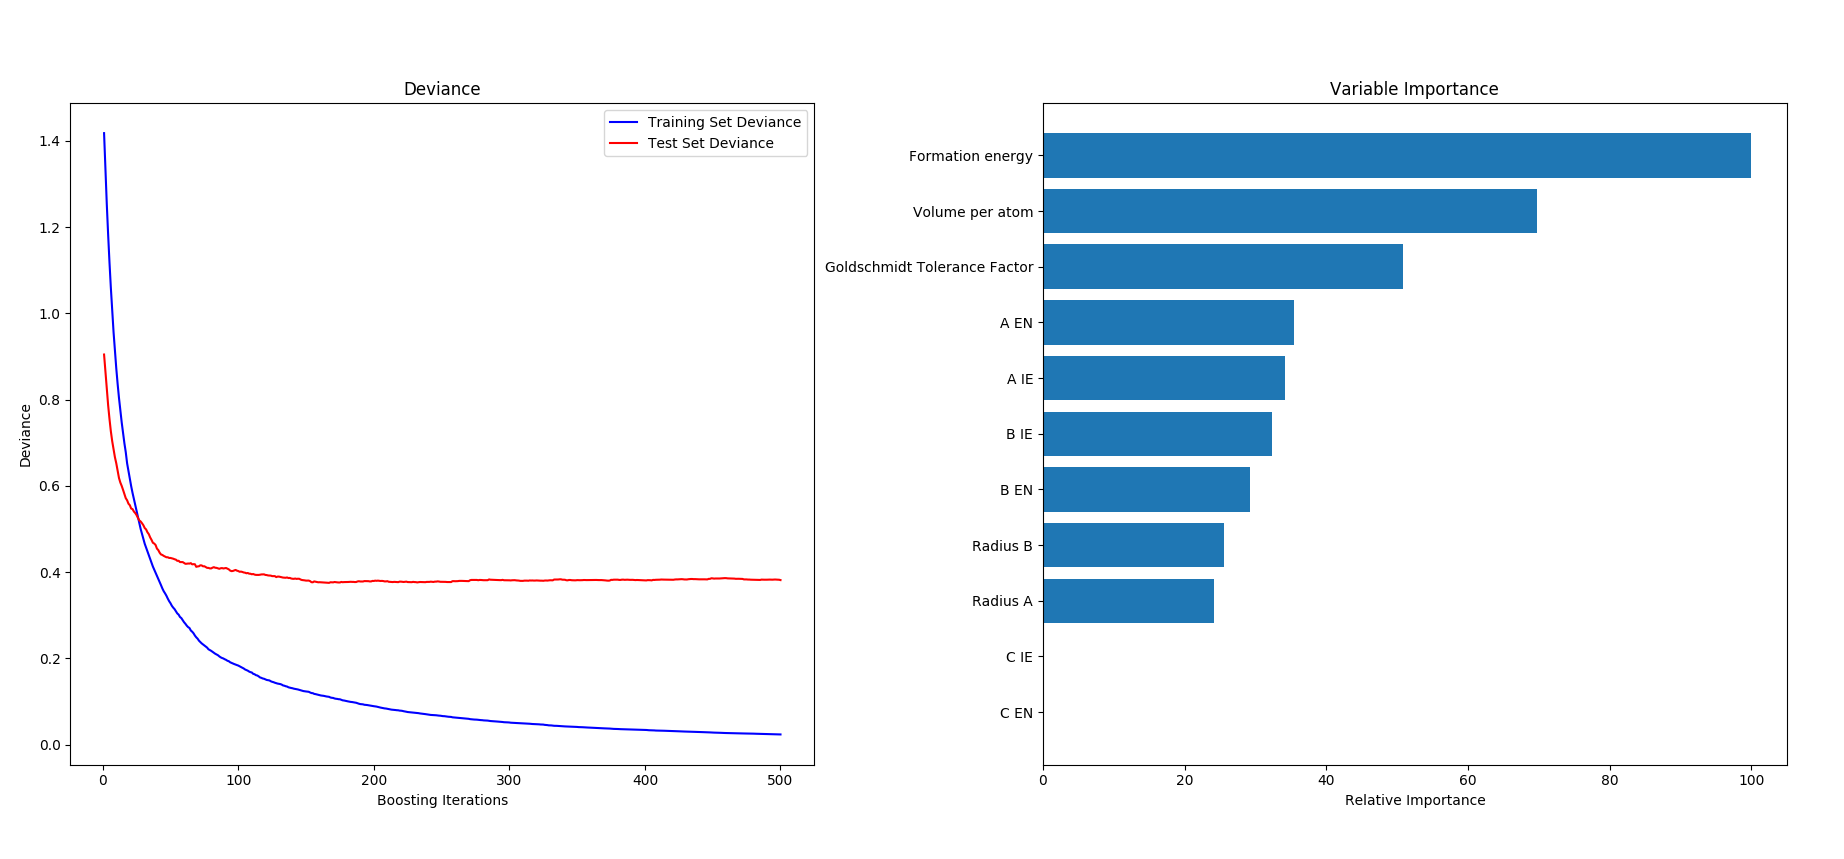 Deviance
Training Set Deviance
Test Set Deviance
Deviance
1.4
1.2
1.0
0.8
0.6
0.4
0.2
0.0
0 100 200 300 400 500
Boosting Iterations
Variable Importance
Formation energy
Volume per atom
Goldschmidt Tolerance Factor
A EN
A IE
B IE
B EN
Radius B
Radius A
C IE
C EN
0 20 40 60 80 100
Relative Importance